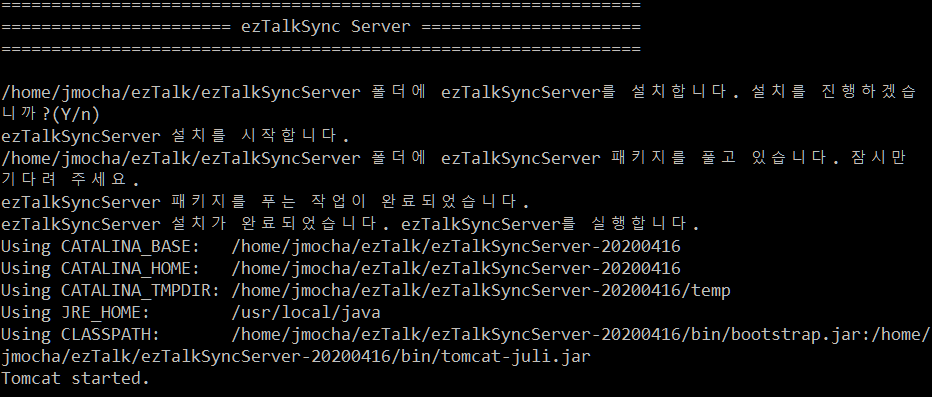 ================================================================
======================= ezTalkSync Server ======================
================================================================
/home/jmocha/ezTalk/ezTalkSyncServer 폴더에 ezTalkSyncServer를 설치합니다. 설치를 진행하겠습
니까?(Y/n)
ezTalkSyncServer 설치를 시작합니다.
/home/jmocha/ezTalk/ezTalkSyncServer 폴더에 ezTalkSyncServer 패키지를 풀고 있습니다. 잠시만
기다려 주세요.
ezTalkSyncServer 패키지를 푸는 작업이 완료되었습니다.
ezTalkSyncServer 설치가 완료되었습니다. ezTalkSyncServer를 실행합니다.
Using CATALINA_BASE:   /home/jmocha/ezTalk/ezTalkSyncServer-20200416
Using CATALINA_HOME:   /home/jmocha/ezTalk/ezTalkSyncServer-20200416
Using CATALINA_TMPDIR: /home/jmocha/ezTalk/ezTalkSyncServer-20200416/temp
Using JRE_HOME:        /usr/local/java
Using CLASSPATH:       /home/jmocha/ezTalk/ezTalkSyncServer-20200416/bin/bootstrap.jar:/home/
jmocha/ezTalk/ezTalkSyncServer-20200416/bin/tomcat-juli.jar
Tomcat started.